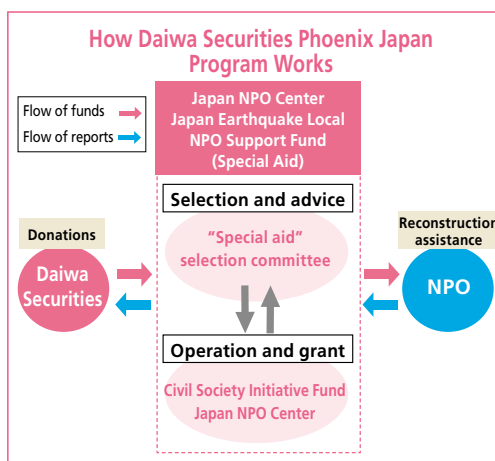 How Daiwa Securities Phoenix Japan
Program Works
Flow of funds
Flow of reports
Japan NPO Center
Japan Earthquake Local
NPO Support Fund
(Special Aid)
Selection and advice
"Special aid"
selection committee
Donations
Daiwa
Securities
Reconstruction
assistance
NPO
Operation and grant
Civil Society Initiative Fund
Japan NPO Center